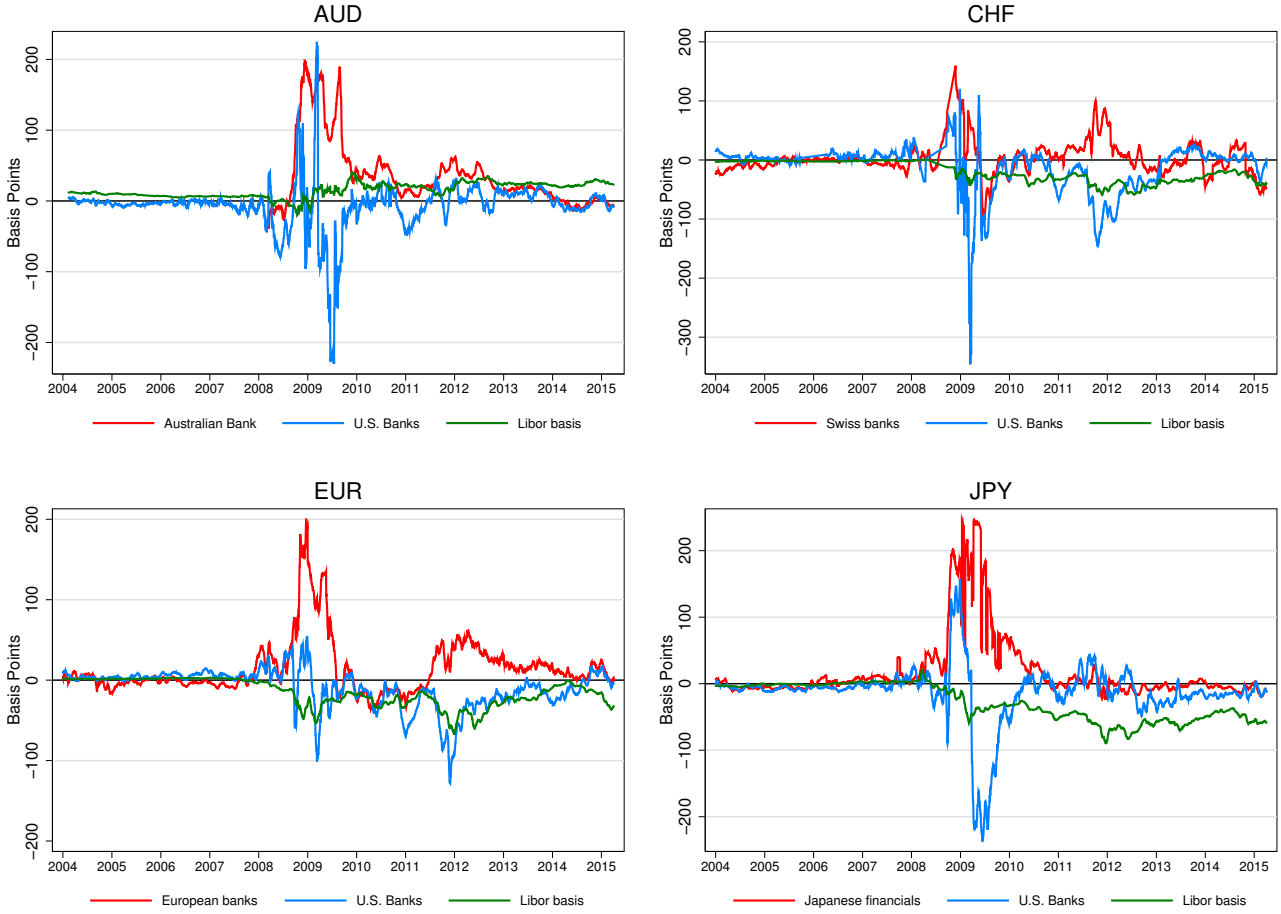 AUD
Basis Points
200
100
0
−100
−200
2004 2005 2006 2007 2008 2009 2010 2011 2012 2013 2014 2015
Australian Bank U.S. Banks Libor basis
CHF
Basis Points
200
100
0
−100
−200
−300
2004 2005 2006 2007 2008 2009 2010 2011 2012 2013 2014 2015
Swiss banks U.S. Banks Libor basis
EUR
Basis Points
200
100
0
−100
−200
2004 2005 2006 2007 2008 2009 2010 2011 2012 2013 2014 2015
European banks U.S. Banks Libor basis
JPY
Basis Points
200
100
0
−100
−200
2004 2005 2006 2007 2008 2009 2010 2011 2012 2013 2014 2015
Japanese financials U.S. Banks Libor basis